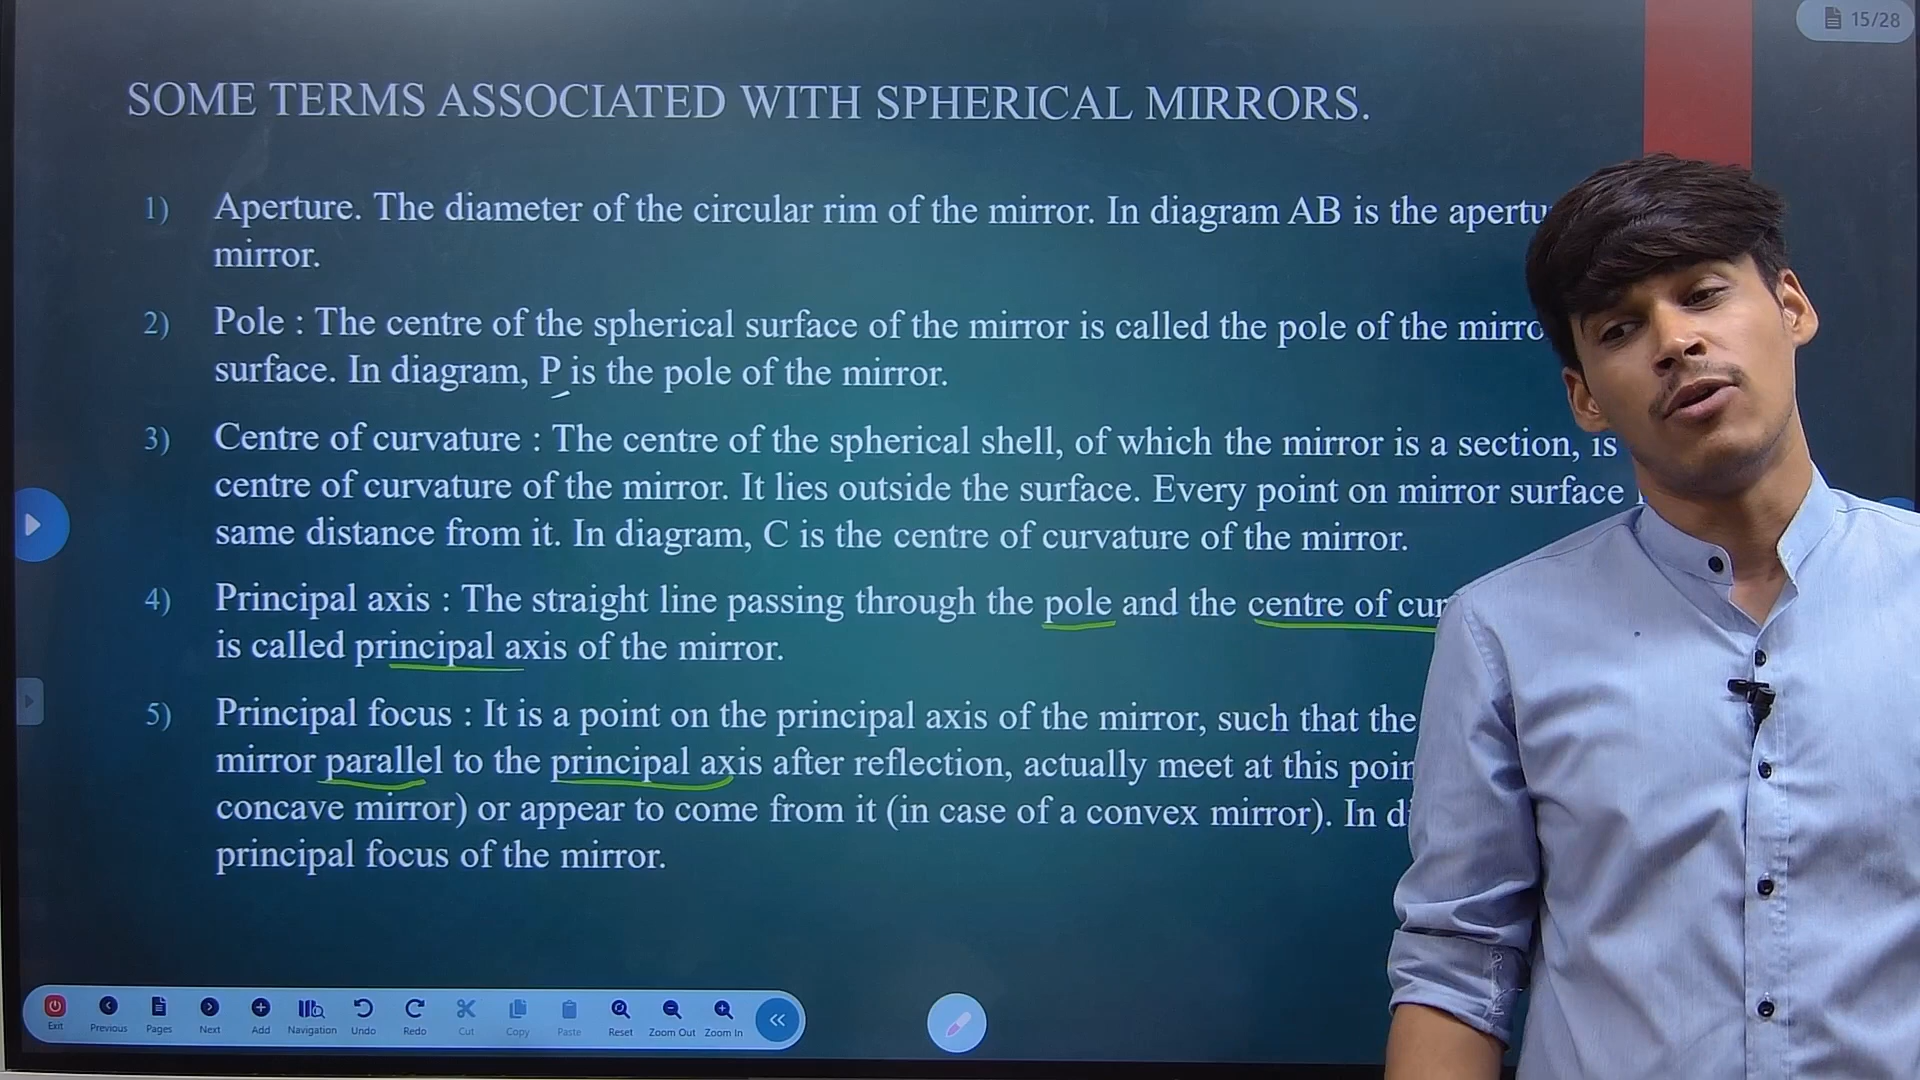 15/28
SOME TERMS ASSOCIATED WITH SPHERICAL MIRRORS.
1) Aperture. The diameter of the circular rim of the mirror. In diagram AB is the
mirror.
2) Pole : The centre of the spherical surface of the mirror is called the pole of the
surface. In diagram, P is the pole of the mirror.
3) Centre of curvature : The centre of the spherical shell, of which the mirror is a section, is
centre of curvature of the mirror. It lies outside the surface. Every point on mirror surface
same distance from it. In diagram, C is the centre of curvature of the mirror.
4) Principal axis : The straight line passing through the pole and the centre of
is called principal axis of the mirror.
5) Principal focus : It is a point on the principal axis of the mirror, such that the
mirror parallel to the principal axis after reflection, actually meet at this
concave mirror) or appear to come from it (in case of a convex mirror). In
principal focus of the mirror.
Exit Previous Pages Next Add Navigation Undo Redo Cut Copy Paste Reset Zoom Out Zoom In